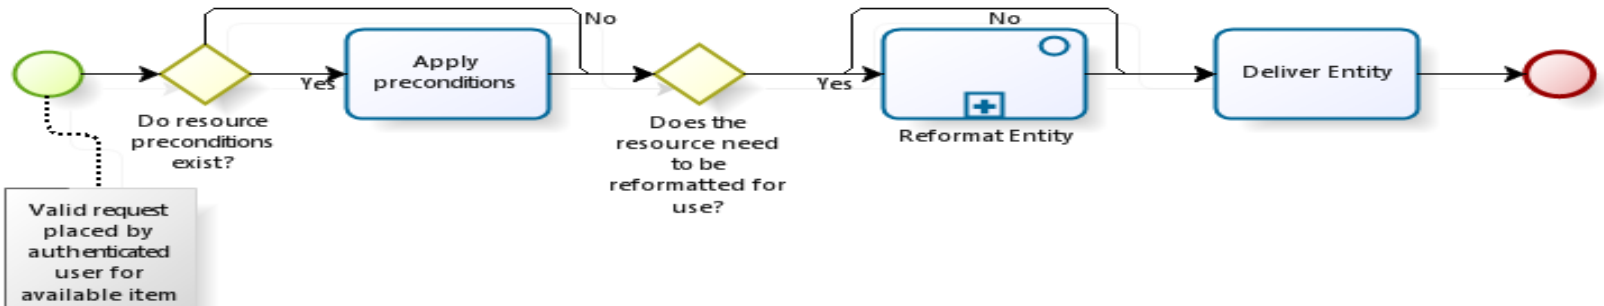 No
No
Yes
Apply
preconditions
Yes
Deliver Entity
Do resource
preconditions
exist?
Does the
resource need
to be
reformatted for
use?
Reformat Entity
Valid request
placed by
authenticated
user for
available item